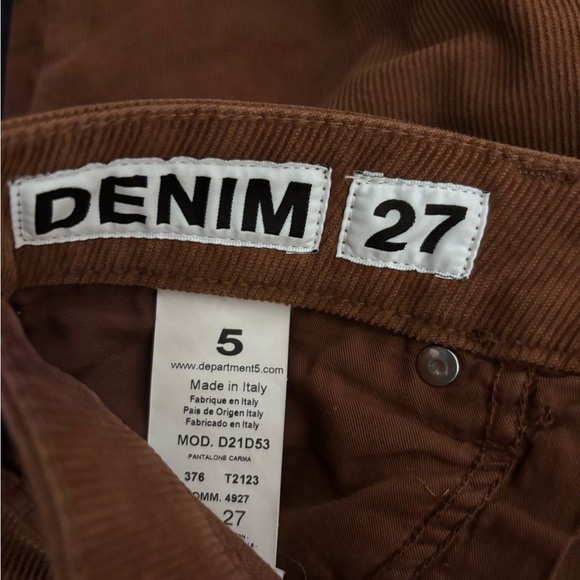 DENIM
27
5
www.department5.com
Made in Italy
Fabrique en Italy
Pais de Origen Italy
Fabricado en Italy
MOD. D21D53
PANTALONE CARMA
376 T2123
OMM. 4927
27